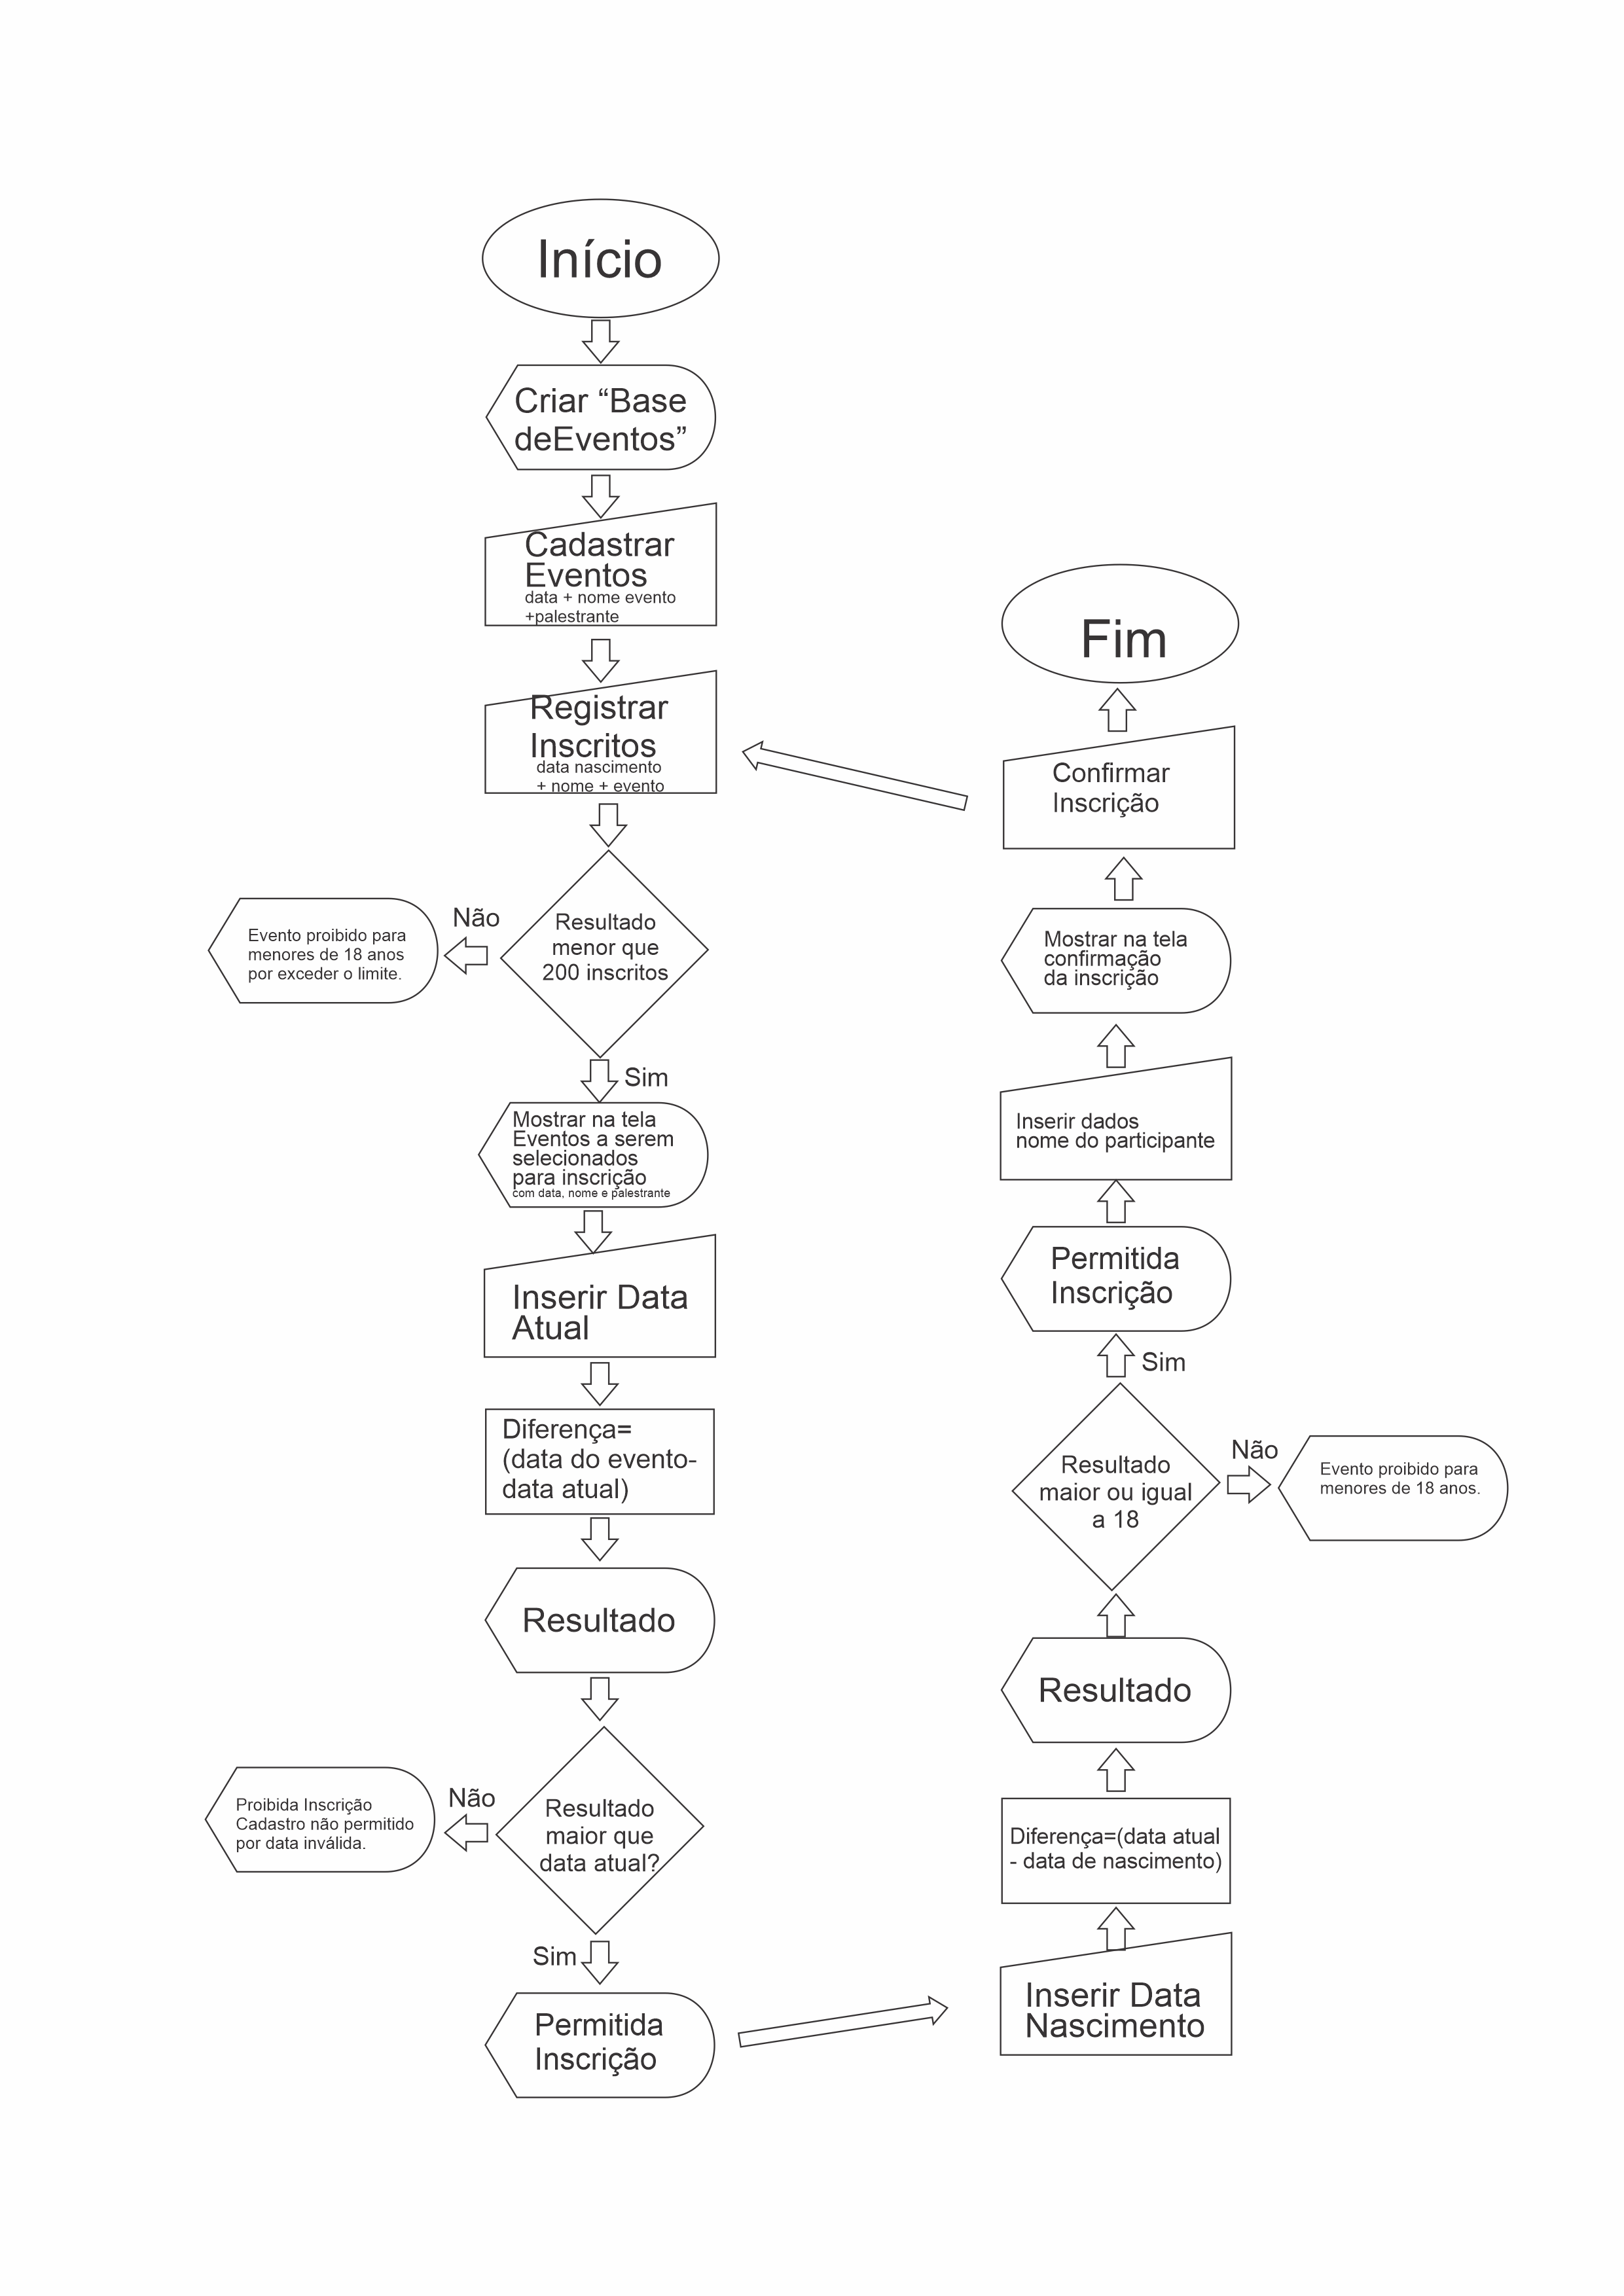 Início
Criar “Base
deEventos”
Cadastrar
Eventos
data + nome evento
+palestrante
Registrar
Inscritos
data nascimento
+ nome + evento
Resultado
menor que
200 inscritos
Não
Evento proibido para
menores de 18 anos
por exceder o limite.
Sim
Mostrar na tela
Eventos a serem
selecionados
para inscrição
com data, nome e palestrante
Inserir Data
Atual
Diferença=
(data do evento-
data atual)
Resultado
Resultado
maior que
data atual?
Não
Proibida Inscrição
Cadastro não permitido
por data inválida.
Sim
Permitida
Inscrição
Inserir Data
Nascimento
Diferença=(data atual
- data de nascimento)
Resultado
Resultado
maior ou igual
a 18
Não
Evento proibido para
menores de 18 anos.
Sim
Permitida
Inscrição
Inserir dados
nome do participante
Mostrar na tela
confirmação
da inscrição
Confirmar
Inscrição
Fim